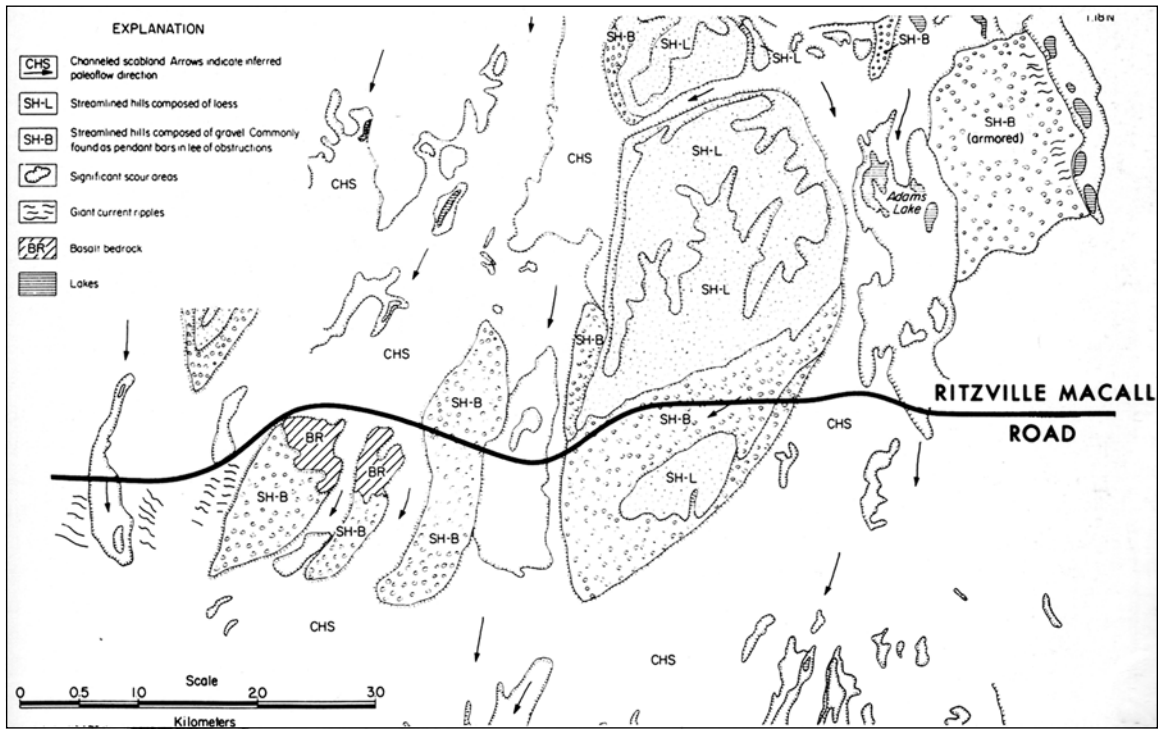 EXPLANATION
CHS
Channeled scabland Arrows indicate inferred
paleoflow direction
SH-L
Streamlined hills composed of loess
SH-B
Streamlined hills composed of gravel Commonly
found as pendant bars in lee of obstructions
Significant scour areas
Giant current ripples
BR
Basalt bedrock
Lakes
SH-B
SH-L
SH-L
SH-B
SH-B
(armored)
SH-L
CHS
CHS
Adams
Lake
SH-L
SH-B
CHS
SH-B
RITZVILLE MACALL
ROAD
SH-B
CHS
BR
BR
SH-L
SH-B
SH-B
SH-B
CHS
CHS
Scale
0 0.5 1.0 2.0 3.0
Kilometers